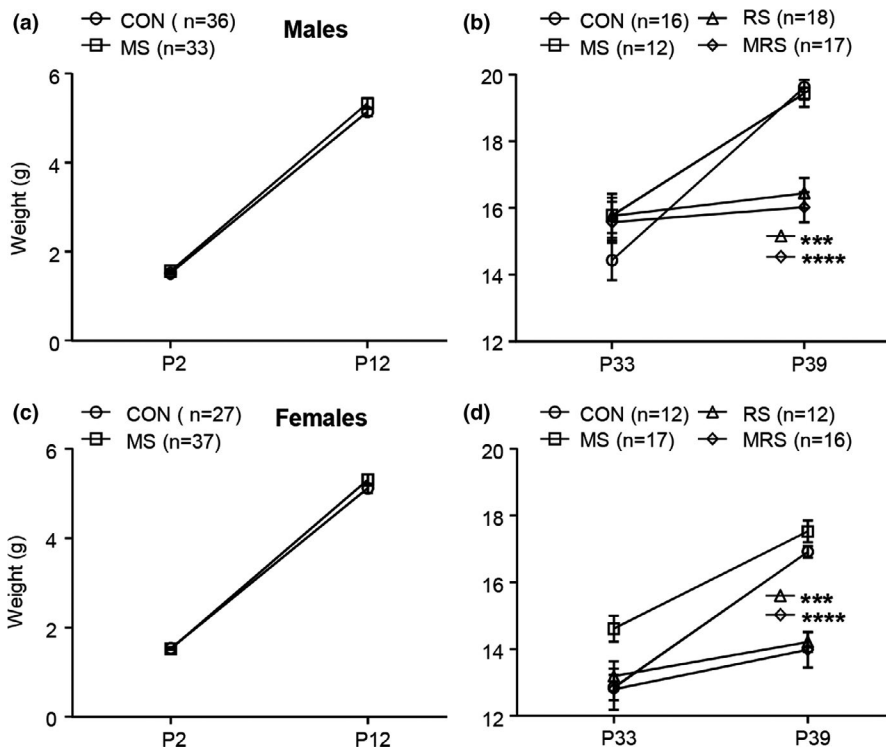 (a)
CON ( n=36)
MS (n=33)
Males
Weight (g)
6
4
2
0
P2
P12
(b)
CON (n=16)
RS (n=18)
MS (n=12)
MRS (n=17)
20
18
16
14
12
***
****
P33
P39
(c)
CON ( n=27)
MS (n=37)
Females
Weight (g)
6
4
2
0
P2
P12
(d)
CON (n=12)
RS (n=12)
MS (n=17)
MRS (n=16)
20
18
16
14
12
***
****
P33
P39